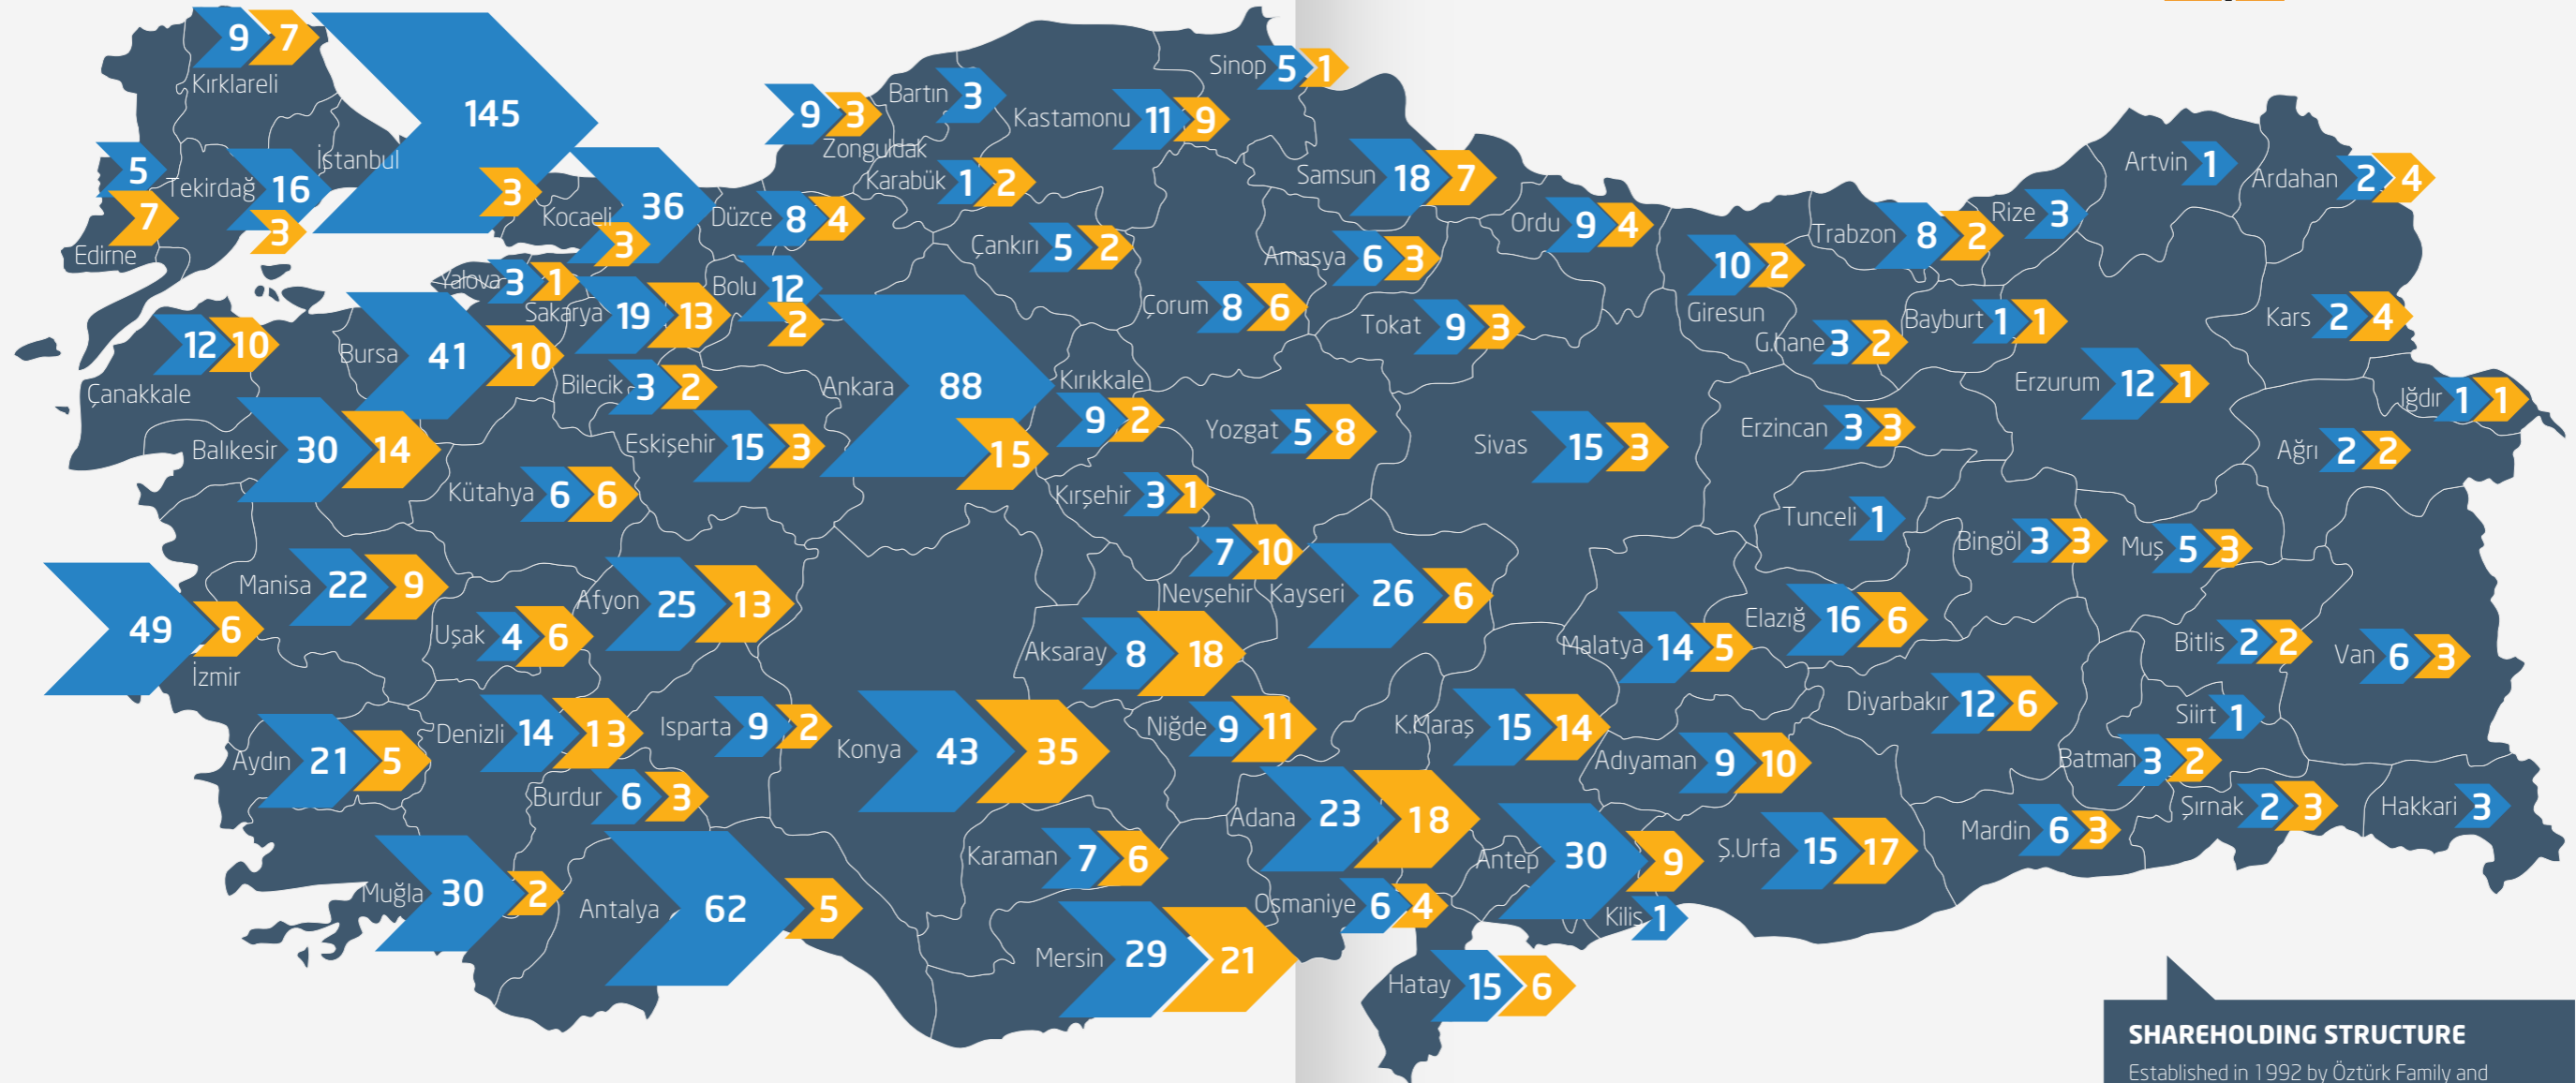 9 7
Kırklareli
145
3
İstanbul
5
7
Edirne
Tekirdağ 16
3
Kocaeli 36
3
9 3
Zonguldak
Bartın 3
Kastamonu 11 9
Sinop 5 1
Karabük 1 2
Düzce 8 4
Çankırı 5 2
Samsun 18 7
Amasya 6 3
Ordu 9 4
10 2
Giresun
Trabzon 8 2
Rize 3
Artvin 1
Ardahan 2 4
Yalova 3 1
Sakarya 19 13
Bolu 12
2
Çorum 8 6
Tokat 9 3
G.hane 3 2
Bayburt 1 1
Kars 2 4
12 10
Çanakkale
Bursa 41 10
Bilecik 3 2
Ankara 88
15
Kırıkkale
9 2
Erzurum 12 1
Iğdır 1 1
Balıkesir 30 14
Eskişehir 15 3
Yozgat 5 8
Sivas 15 3
Erzincan 3 3
Ağrı 2 2
Kütahya 6 6
Kırşehir 3 1
Tunceli 1
Bingöl 3 3
Muş 5 3
7 10
Nevşehir
Kayseri 26 6
Manisa 22 9
49 6
İzmir
Uşak 4 6
Afyon 25 13
Aksaray 8 18
Malatya 14 5
Elazığ 16 6
Bitlis 2 2
Van 6 3
Aydın 21 5
Denizli 14 13
Isparta 9 2
Konya 43 35
Niğde 9 11
K.Maraş 15 14
Adıyaman 9 10
Diyarbakır 12 6
Siirt 1
Batman 3 2
Burdur 6 3
Karaman 7 6
Adana 23 18
Antep 30 9
Ş.Urfa 15 17
Mardin 6 3
Şırnak 2 3
Hakkari 3
Muğla 30 2
Antalya 62 5
Mersin 29 21
Osmaniye 6 4
Kilis 1
Hatay 15 6
SHAREHOLDING STRUCTURE
Established in 1992 by Öztürk Family and